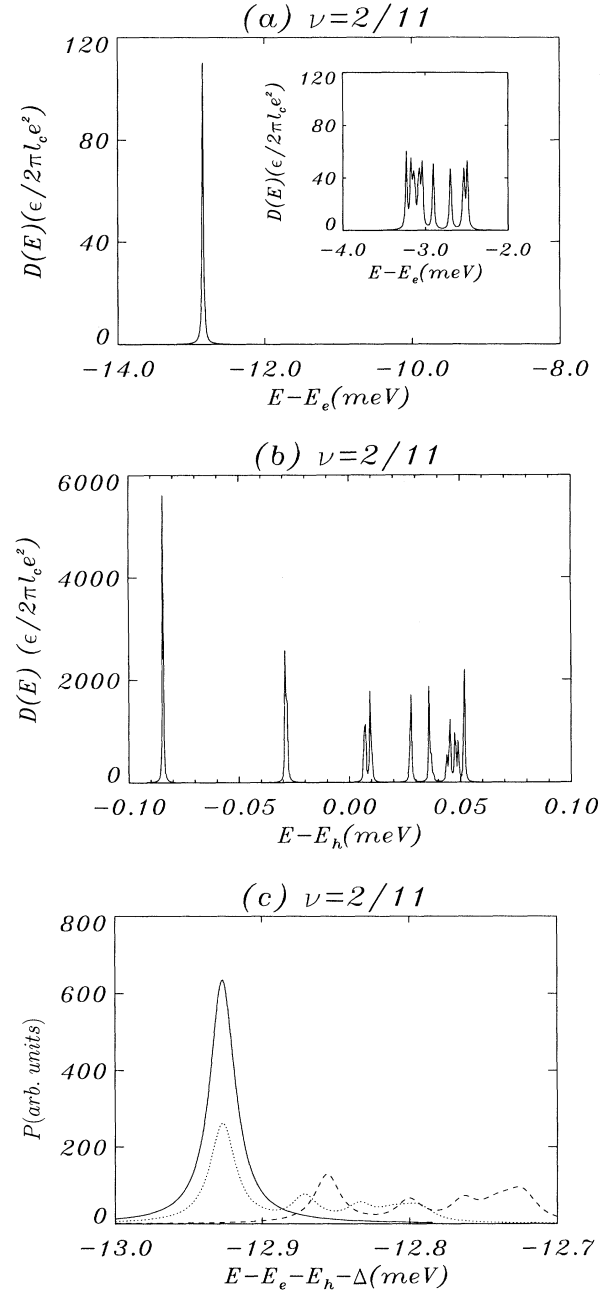 (a) ν=2/11
D(E)(ϵ/2πl_c e²)
120
80
40
0
−14.0 −12.0 −10.0 −8.0
E−E_e(meV)
D(E)(ϵ/2πl_c e²)
120
80
40
0
−4.0 −3.0 −2.0
E−E_e(meV)
(b) ν=2/11
D(E) (ϵ/2πl_c e²)
6000
4000
2000
0
−0.10 −0.05 0.00 0.05 0.10
E−E_h(meV)
(c) ν=2/11
P(arb. units)
800
600
400
200
0
−13.0 −12.9 −12.8 −12.7
E−E_e−E_h−Δ(meV)